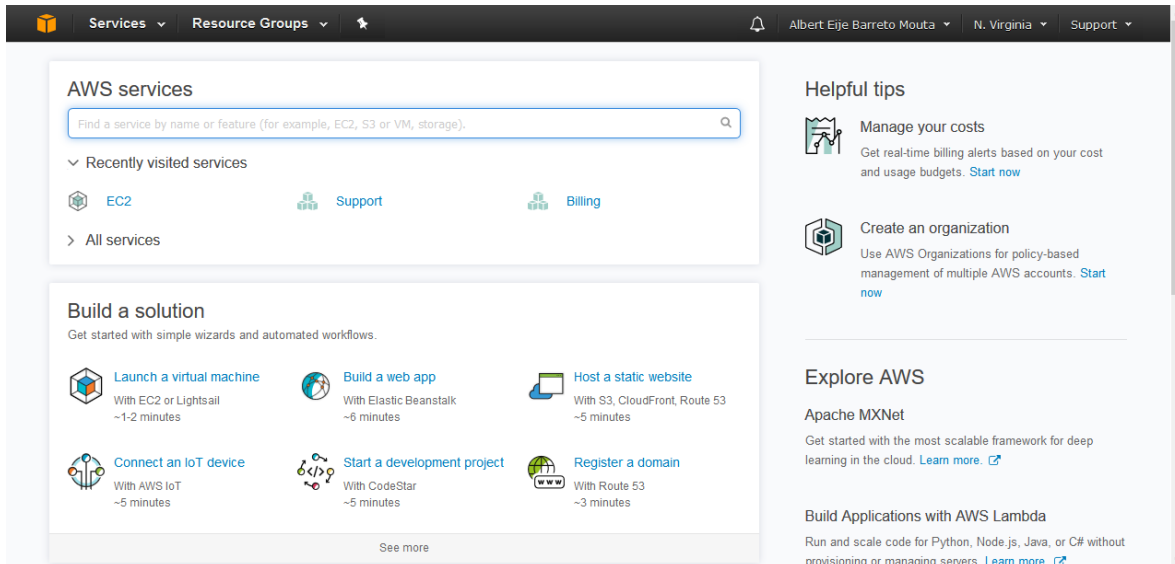 Services Resource Groups Albert Eije Barreto Mouta N. Virginia Support
AWS services
Find a service by name or feature (for example, EC2, S3 or VM, storage).
Recently visited services
EC2 Support Billing
All services
Build a solution
Get started with simple wizards and automated workflows.
Launch a virtual machine
With EC2 or Lightsail
~1-2 minutes
Build a web app
With Elastic Beanstalk
~6 minutes
Host a static website
With S3, CloudFront, Route 53
~5 minutes
Connect an IoT device
With AWS IoT
~5 minutes
Start a development project
With CodeStar
~5 minutes
www
Register a domain
With Route 53
~3 minutes
See more
Helpful tips
Manage your costs
Get real-time billing alerts based on your cost
and usage budgets. Start now
Create an organization
Use AWS Organizations for policy-based
management of multiple AWS accounts. Start
now
Explore AWS
Apache MXNet
Get started with the most scalable framework for deep
learning in the cloud. Learn more.
Build Applications with AWS Lambda
Run and scale code for Python, Node.js, Java, or C# without
provisioning or managing servers. Learn more.